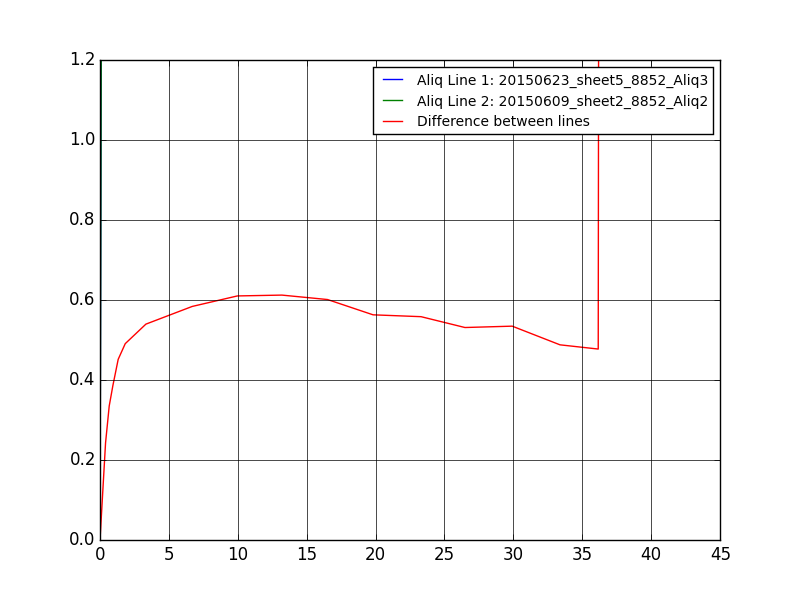 1.2
1.0
0.8
0.6
0.4
0.2
0.0
0 5 10 15 20 25 30 35 40 45
Aliq Line 1: 20150623_sheet5_8852_Aliq3
Aliq Line 2: 20150609_sheet2_8852_Aliq2
Difference between lines